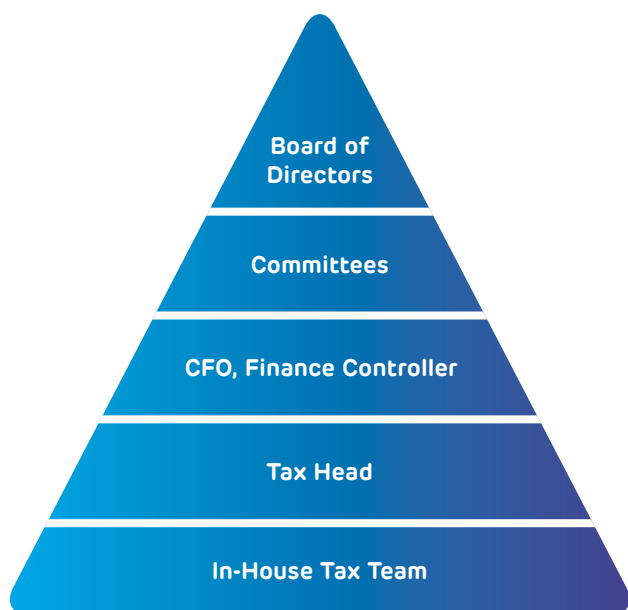 Board of
Directors
Committees
CFO, Finance Controller
Tax Head
In-House Tax Team